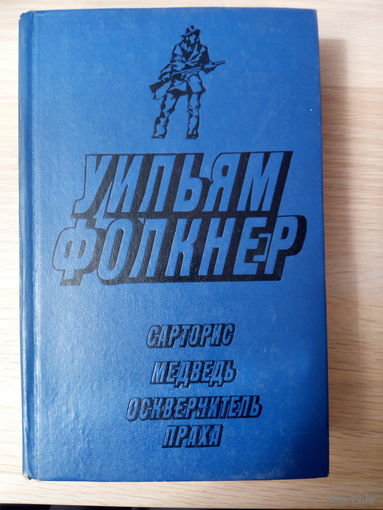 УИЛЬЯМ
ФОЛКНЕР
САРТОРИС
МЕДВЕДЬ
ОСКВЕРНИТЕЛЬ
ПРАХА